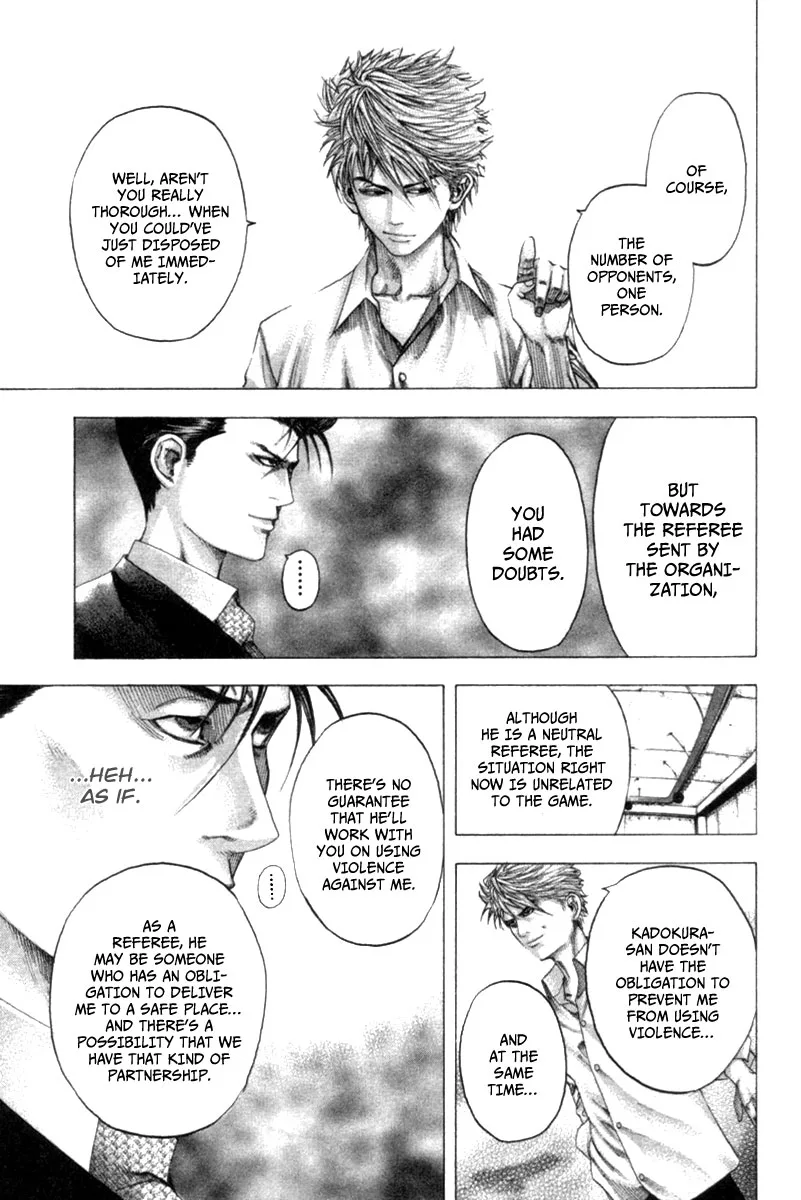 OF
COURSE,
THE
NUMBER OF
OPPONENTS,
ONE
PERSON.
WELL, AREN'T
YOU REALLY
THOROUGH... WHEN
YOU COULD'VE
JUST DISPOSED
OF ME IMMED-
IATELY.
BUT
TOWARDS
THE REFEREE
SENT BY
THE ORGANI-
ZATION,
YOU
HAD
SOME
DOUBTS.
......
ALTHOUGH
HE IS A NEUTRAL
REFEREE, THE
SITUATION RIGHT
NOW IS UNRELATED
TO THE GAME.
KADOKURA-
SAN DOESN'T
HAVE THE
OBLIGATION TO
PREVENT ME
FROM USING
VIOLENCE...
AND
AT THE
SAME
TIME...
THERE'S NO
GUARANTEE
THAT HE'LL
WORK WITH
YOU ON USING
VIOLENCE
AGAINST ME.
......
...HEH...
AS IF.
AS A
REFEREE, HE
MAY BE SOMEONE
WHO HAS AN OBLI-
GATION TO DELIVER
ME TO A SAFE PLACE...
AND THERE'S A
POSSIBILITY THAT WE
HAVE THAT KIND OF
PARTNERSHIP.